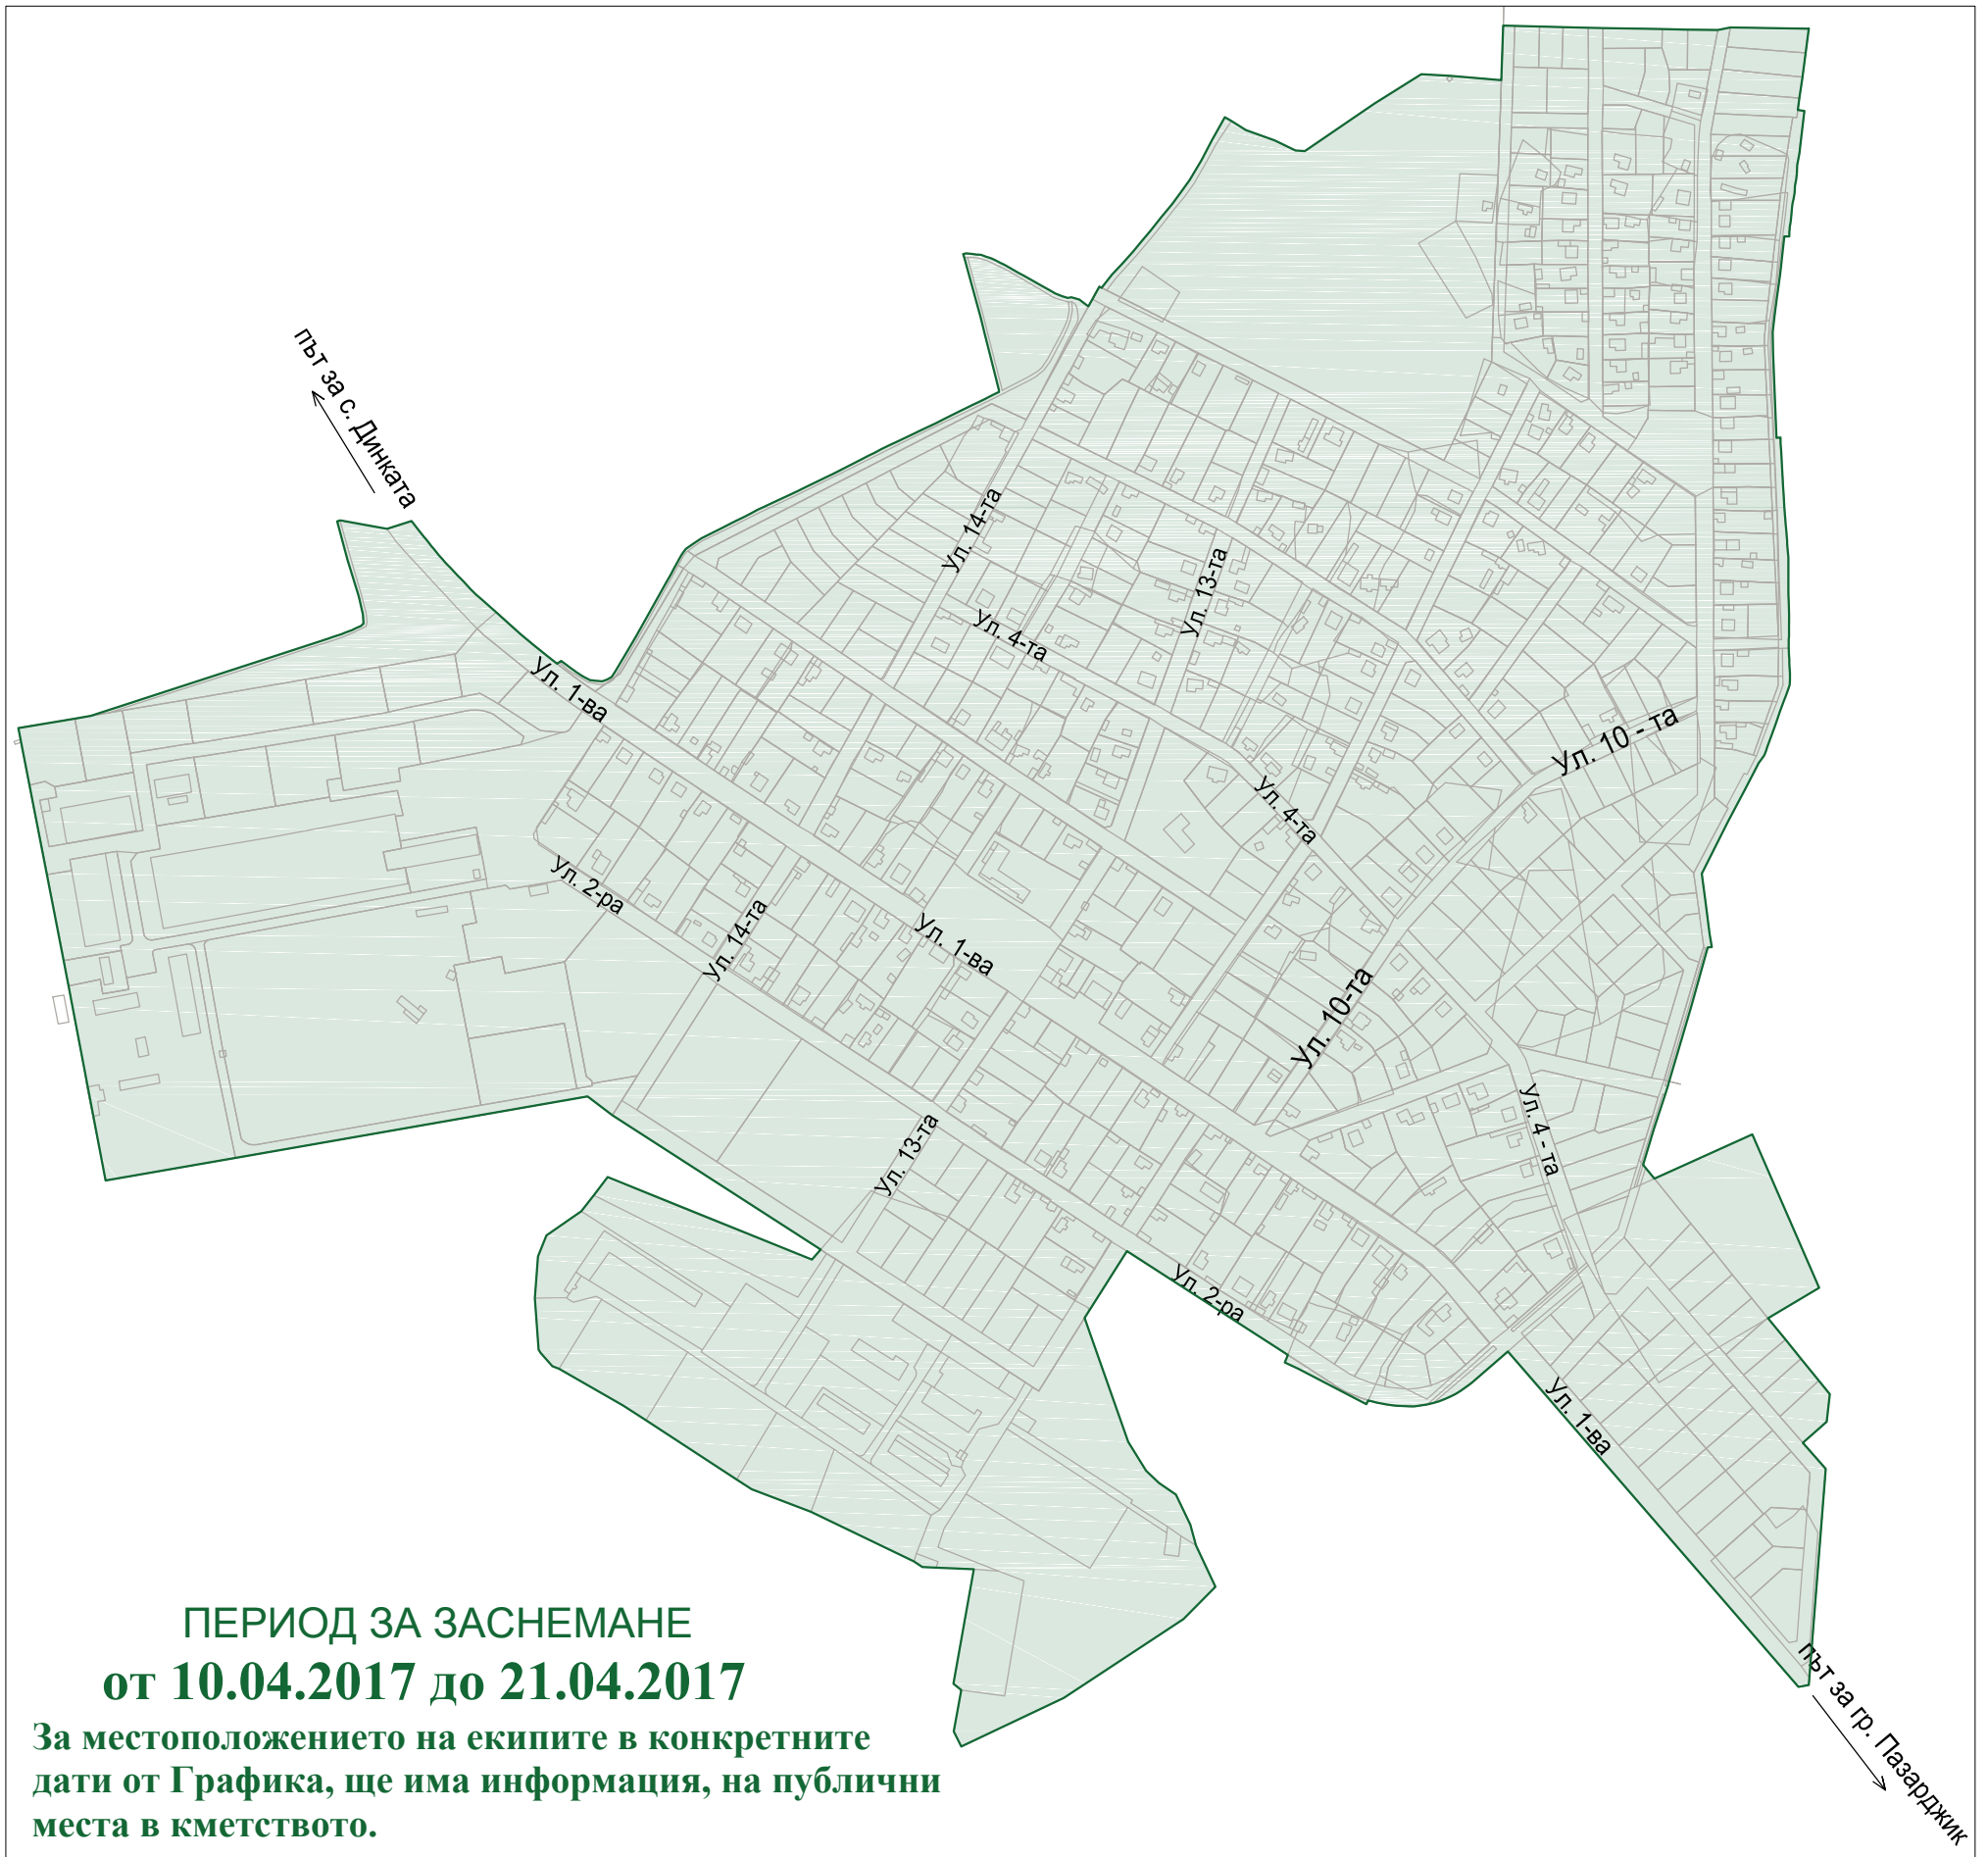 път за с. Динката
Ул. 14-та
Ул. 13-та
Ул. 4-та
Ул. 1-ва
Ул. 10 - та
Ул. 4-та
Ул. 2-ра
Ул. 14-та
Ул. 1-ва
Ул. 10-та
Ул. 4 - та
Ул. 13-та
Ул. 2-ра
Ул. 1-ва
ПЕРИОД ЗА ЗАСНЕМАНЕ
от 10.04.2017 до 21.04.2017
За местоположението на екипите в конкретните
дати от Графика, ще има информация, на публични
места в кметството.
път за гр. Пазарджик